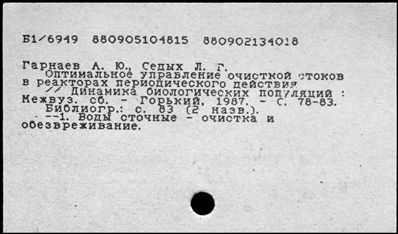 Б1/6949 880905104815 880902134018
Гарнаев А. Ю., Седых Л. Г.
Оптимальное управление очисткой стоков
в реакторах периодического действия
// Динамика биологических популяций :
Межвуз. сб. - Горький, 1987. - С. 78-83.
Библиогр.: с. 83 (2 назв.).
--1. Воды сточные - очистка и
обезвреживание.